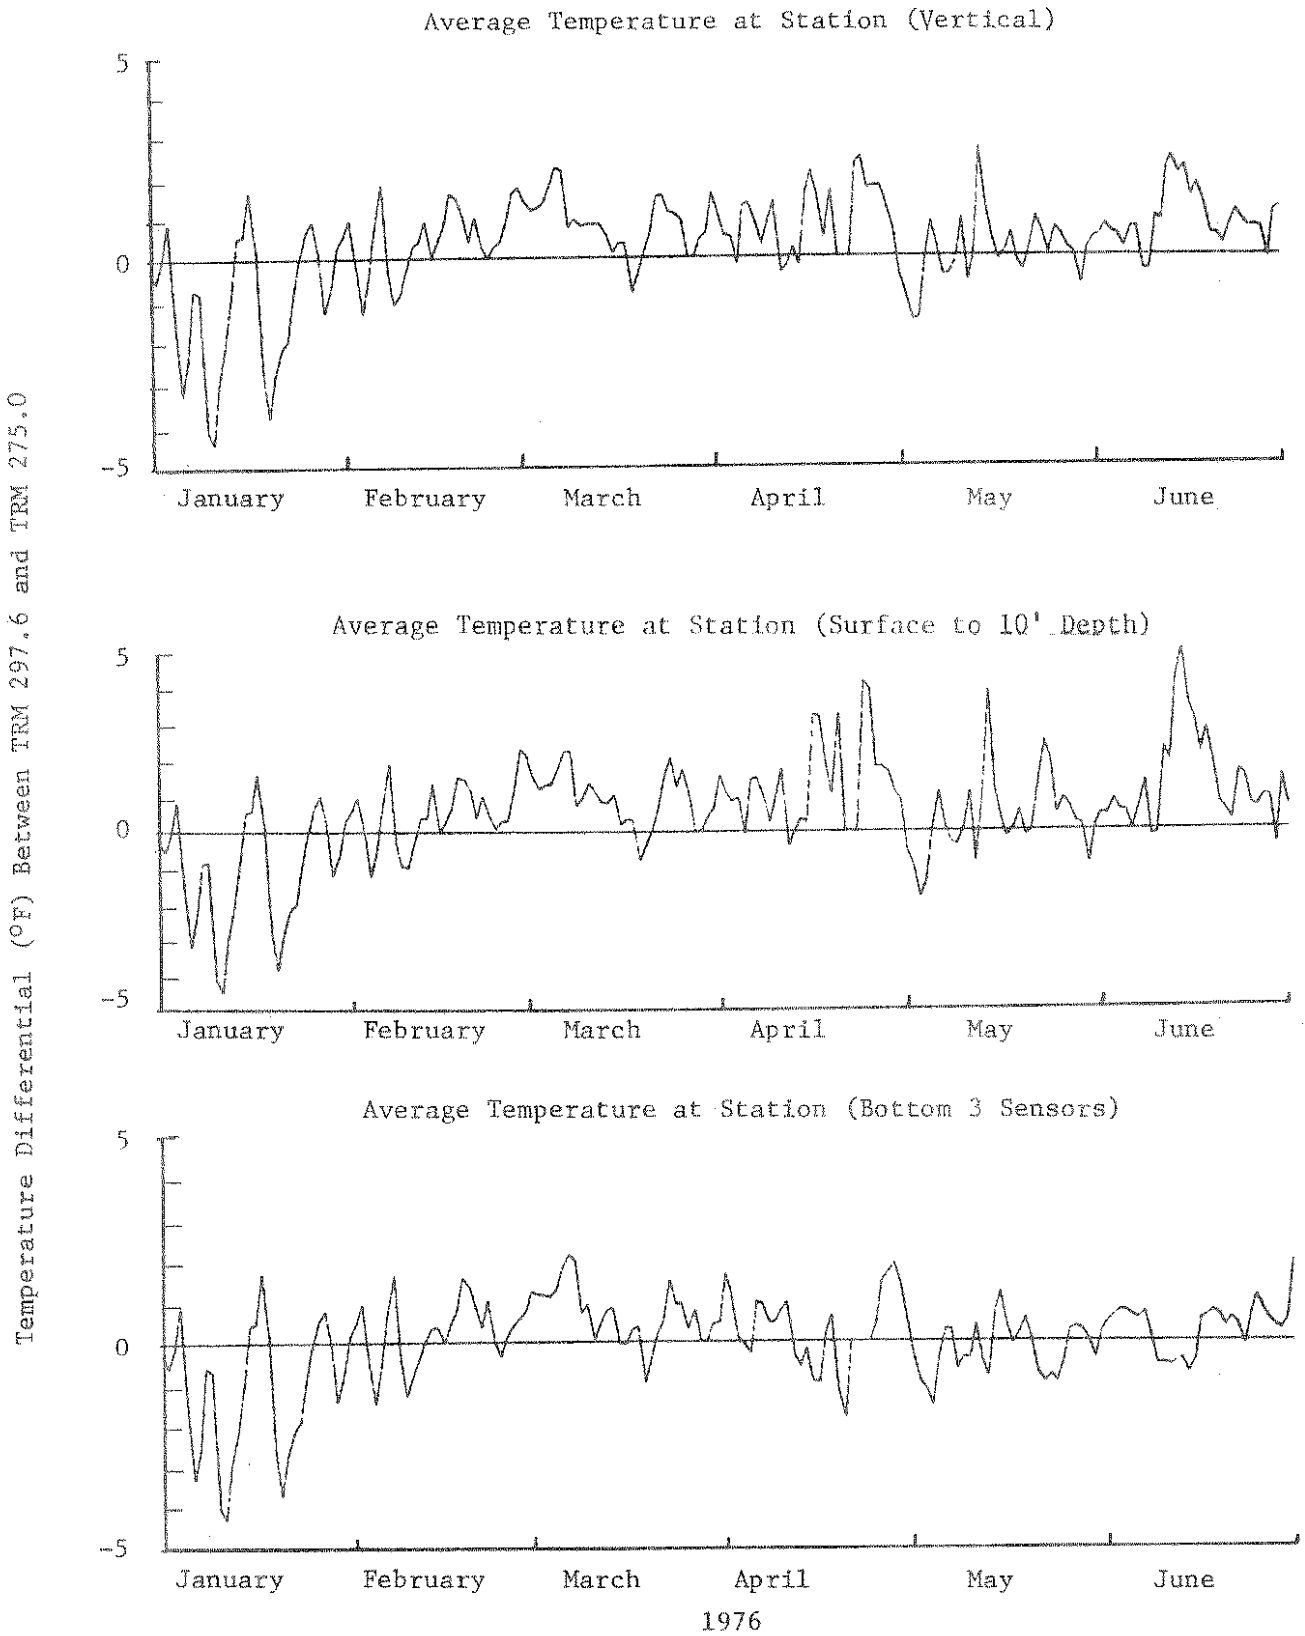 Average Temperature at Station (Vertical)
5
0
-5
January February March April May June
Temperature Differential (°F) Between TRM 297.6 and TRM 275.0
Average Temperature at Station (Surface to 10' Depth)
5
0
-5
January February March April May June
Average Temperature at Station (Bottom 3 Sensors)
5
0
-5
January February March April May June
1976